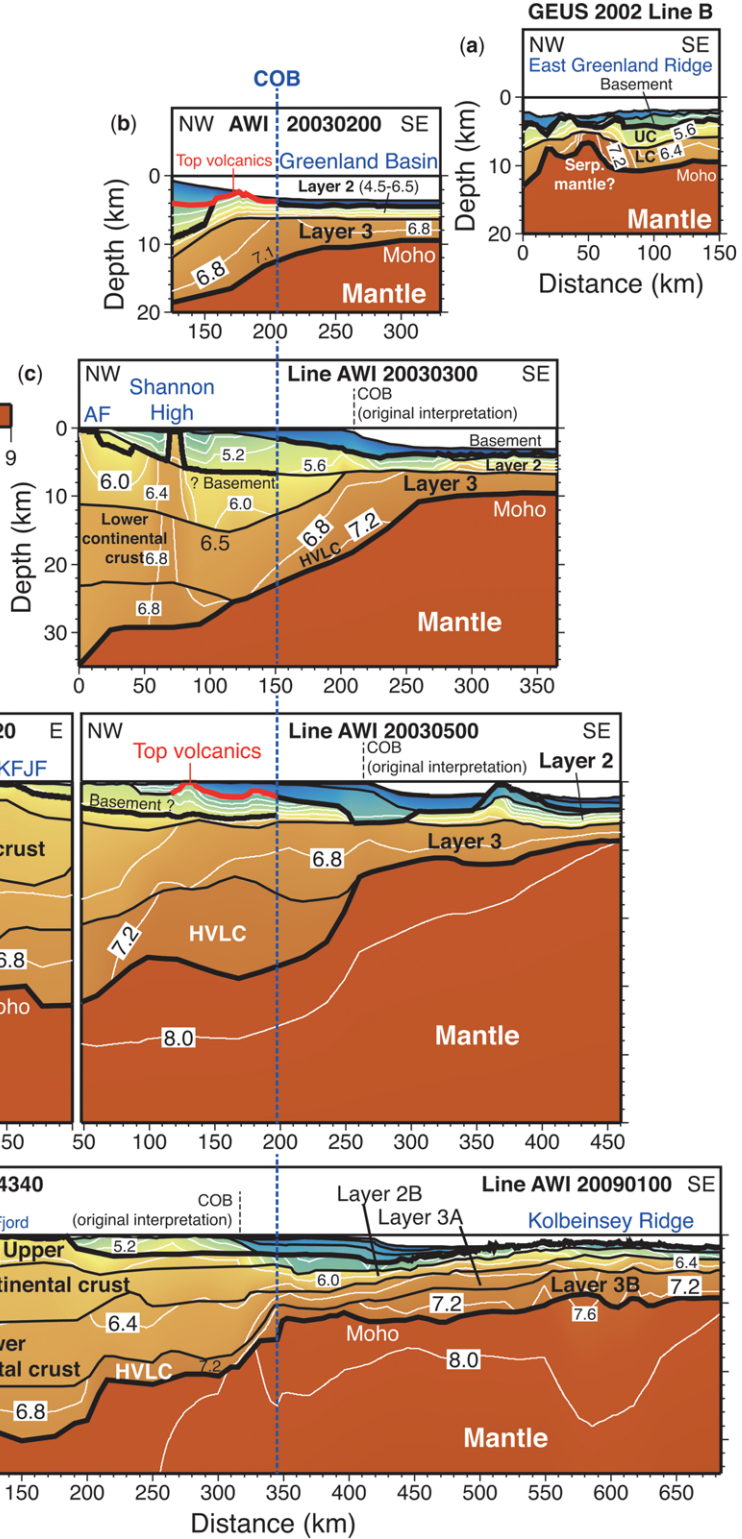 GEUS 2002 Line B
(a)
NW SE
East Greenland Ridge
Basement
0
10
20
Depth (km)
UC 5.6
LC 6.4
7.2
Serp.
mantle?
Moho
Mantle
0 50 100 150
Distance (km)
COB
(b)
NW AWI 20030200 SE
Top volcanics Greenland Basin
Layer 2 (4.5-6.5)
0
10
20
Depth (km)
Layer 3 6.8
6.8 7.1
Moho
Mantle
150 200 250 300
(c)
NW Line AWI 20030300 SE
Shannon
High
AF
COB
(original interpretation)
9
0
10
20
30
Depth (km)
Basement
5.2 5.6
Layer 2
? Basement
6.0 6.4 6.0
Layer 3
Moho
Lower
continental
crust
6.5
6.8 7.2
HVLC
6.8
6.8
Mantle
0 50 100 150 200 250 300 350
20 E
KFJF
crust
6.8
oho
50
NW Line AWI 20030500 SE
Top volcanics
COB
(original interpretation)
Layer 2
Basement ?
Layer 3
6.8
7.2
HVLC
8.0
Mantle
50 100 150 200 250 300 350 400 450
4340
Line AWI 20090100 SE
COB
(original interpretation)
Layer 2B
Layer 3A
Fjord
Kolbeinsey Ridge
Upper
5.2
tinental crust
6.0
6.4
Layer 3B
7.2
7.2
7.6
6.4
wer
tal crust
HVLC 7.2
Moho
8.0
6.8
Mantle
150 200 250 300 350 400 450 500 550 600 650
Distance (km)